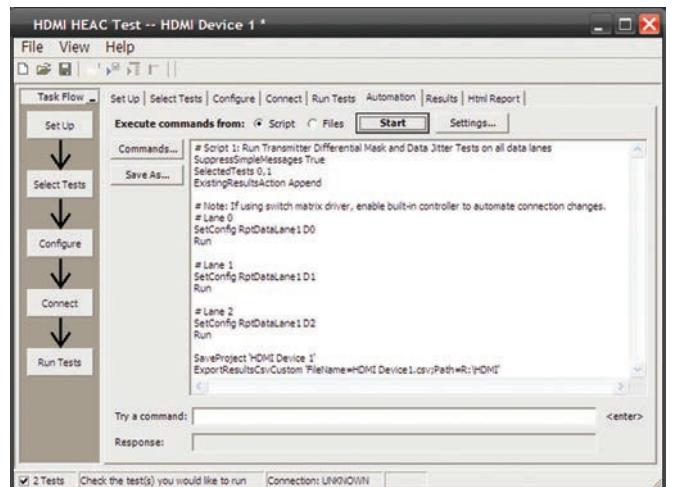 HDMI HEAC Test -- HDMI Device 1 *
File View Help
Task Flow
Set Up
Select Tests
Configure
Connect
Run Tests
Set Up Select Tests Configure Connect Run Tests Automation Results Html Report
Execute commands from: Script Files Start Settings...
Commands...
Save As...
# Script 1: Run Transmitter Differential Mask and Data Jitter Tests on all data lanes
SuppressSimpleMessages True
SelectedTests 0,1
ExistingResultsAction Append
# Note: If using switch matrix driver, enable built-in controller to automate connection changes.
# Lane 0
SetConfig RptDataLane1 D0
Run
# Lane 1
SetConfig RptDataLane1 D1
Run
# Lane 2
SetConfig RptDataLane1 D2
Run
SaveProject 'HDMI Device 1'
ExportResultsCsvCustom 'FileName=HDMI Device1.csv;Path=R:\HDMI'
Try a command: <enter>
Response:
2 Tests Check the test(s) you would like to run Connection: UNKNOWN